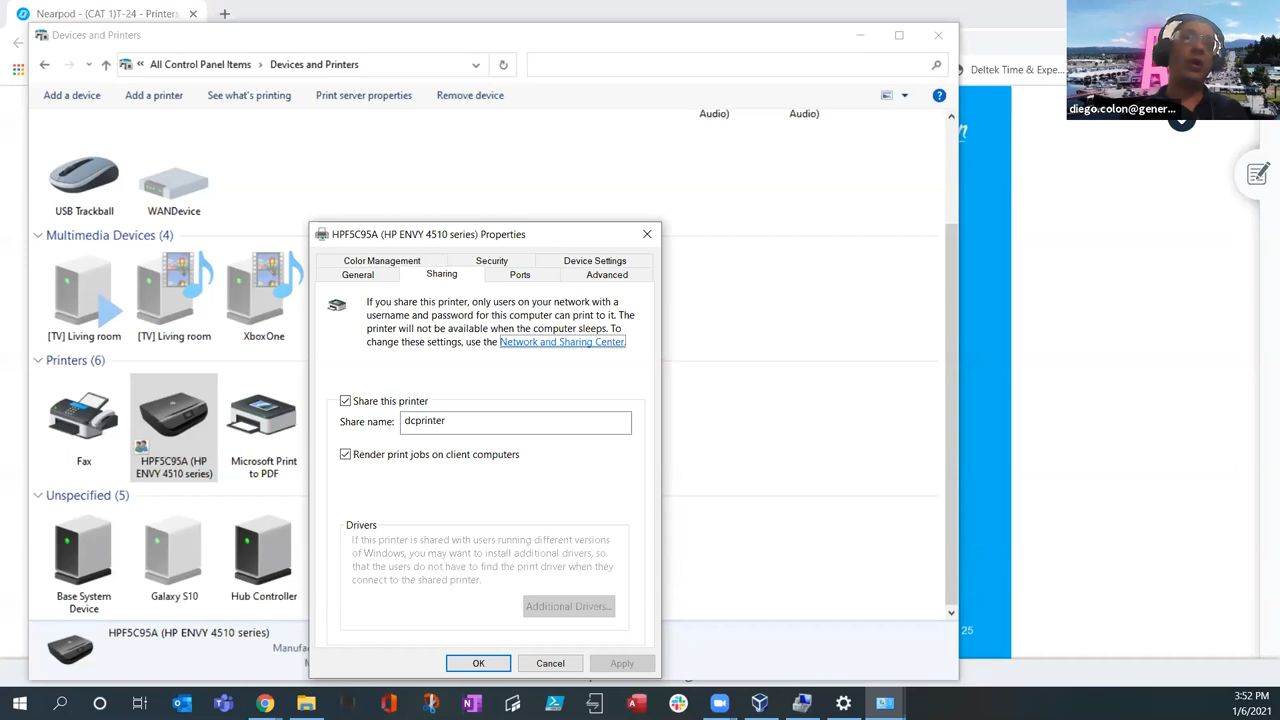 Nearpod - (CAT 1)T-24 - Printers
Devices and Printers
All Control Panel Items
Devices and Printers
Deltek Time & Expe...
diego.colon@gener...
Add a device
Add a printer
See what's printing
Print server properties
Remove device
Audio)
Audio)
USB Trackball
WANDevice
Multimedia Devices (4)
[TV] Living room
[TV] Living room
XboxOne
Printers (6)
Fax
HPF5C95A (HP
ENVY 4510 series)
Microsoft Print
to PDF
Unspecified (5)
Base System
Device
Galaxy S10
Hub Controller
HPF5C95A (HP ENVY 4510 series)
Manufa
HPF5C95A (HP ENVY 4510 series) Properties
Color Management
Security
Device Settings
General
Sharing
Ports
Advanced
If you share this printer, only users on your network with a
username and password for this computer can print to it. The
printer will not be available when the computer sleeps. To
change these settings, use the Network and Sharing Center.
Share this printer
Share name: dcprinter
Render print jobs on client computers
Drivers
If this printer is shared with users running different versions
of Windows, you may want to install additional drivers, so
that the users do not have to find the print driver when they
connect to the shared printer.
Additional Drivers...
OK
Cancel
Apply
25
3:52 PM
1/6/2021